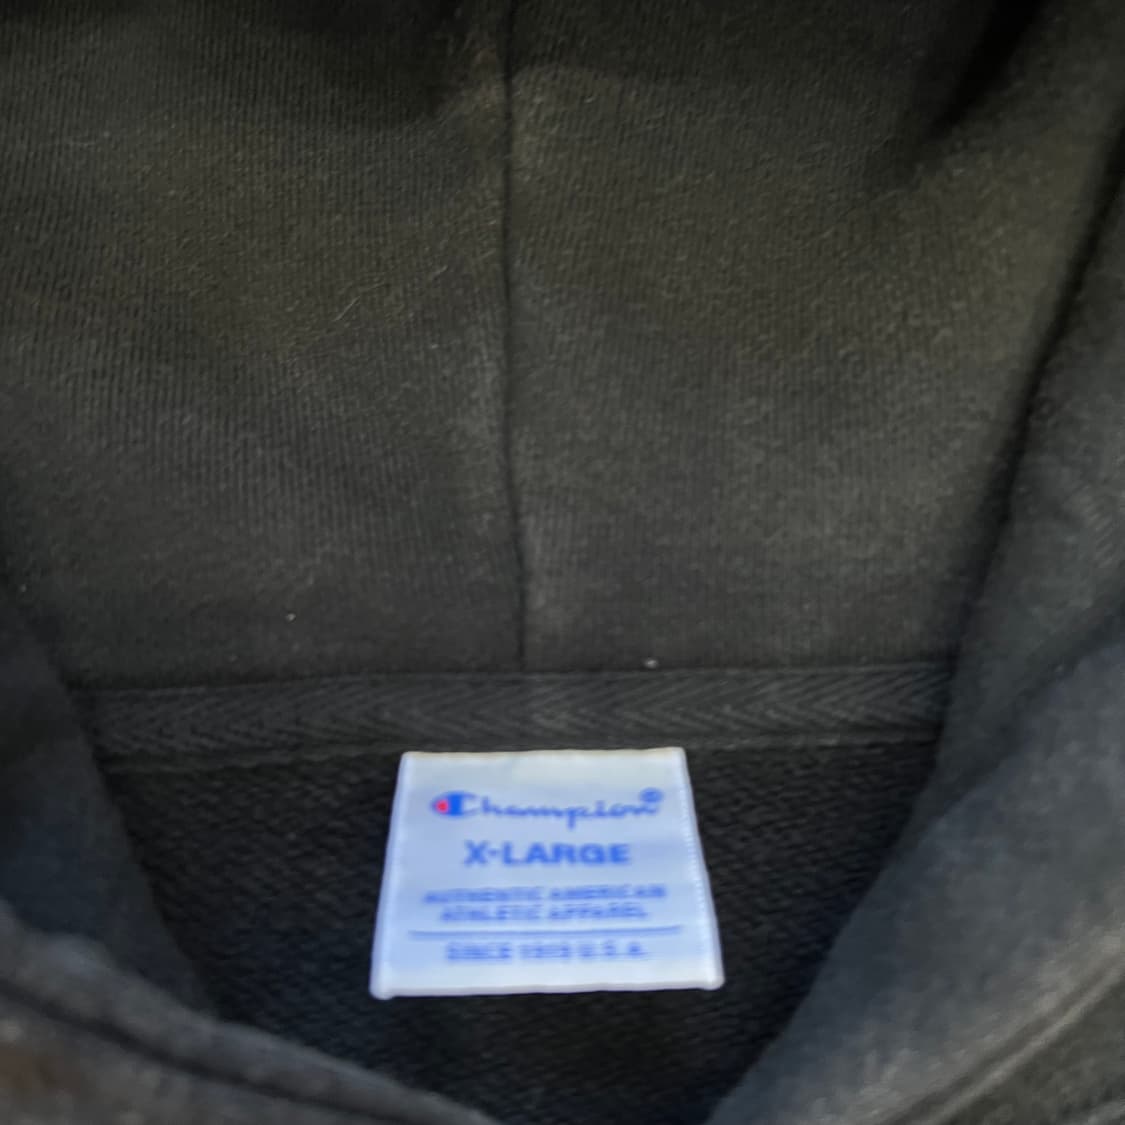 Champion®
X-LARGE
AUTHENTIC AMERICAN
ATHLETIC APPAREL
SINCE 1919 U.S.A.